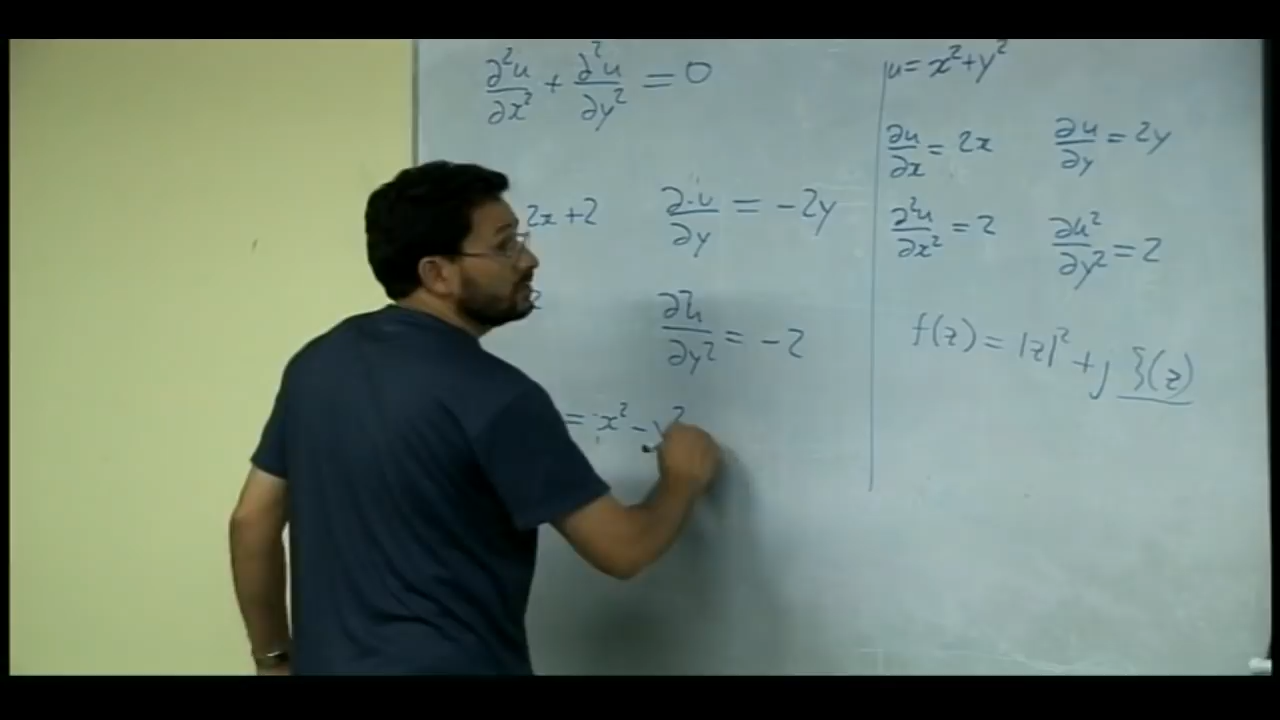 ∂²u/∂x² + ∂²u/∂y² = 0
2x + 2
∂u/∂y = -2y
2
∂²u/∂y² = -2
= x² - y²
u = x² + y²
∂u/∂x = 2x
∂u/∂y = 2y
∂²u/∂x² = 2
∂u²/∂y² = 2
f(z) = |z|² + j ξ(z)